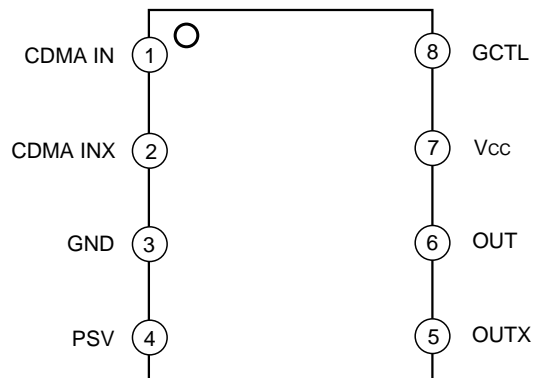 CDMA IN 1 8 GCTL
CDMA INX 2 7 Vcc
GND 3 6 OUT
PSV 4 5 OUTX